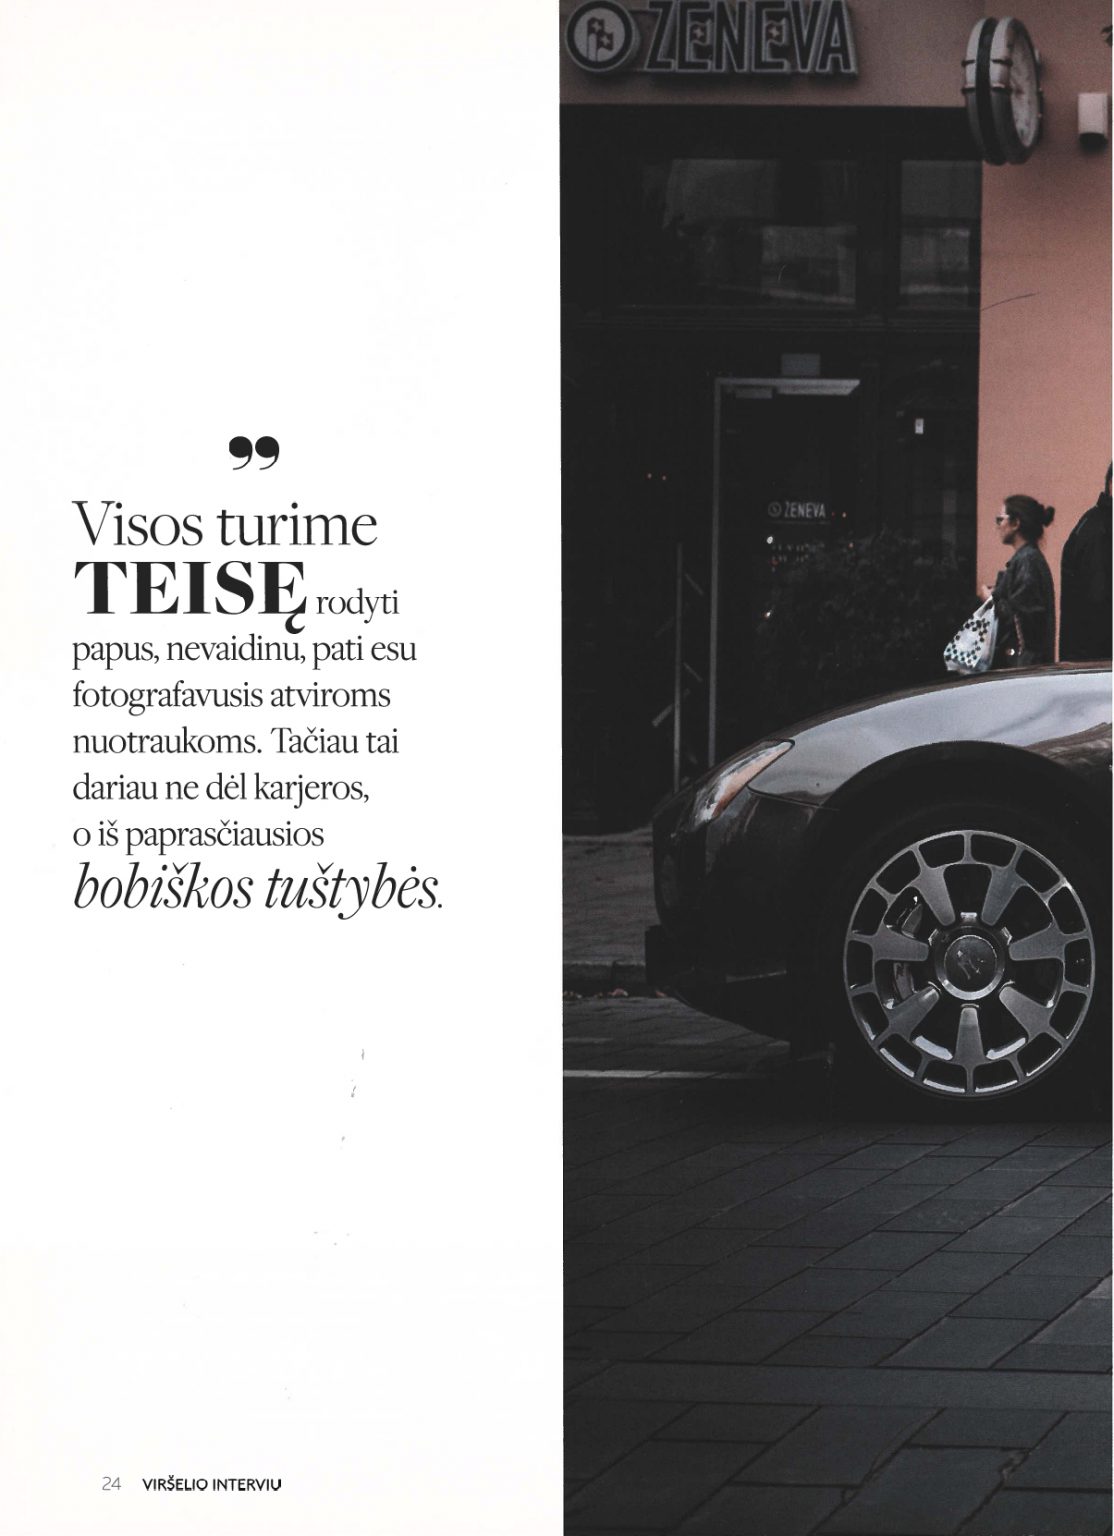 ŽENEVA
ŽENEVA
”
Visos turime
TEISĘ rodyti
papus, nevaidinu, pati esu
fotografavusis atviroms
nuotraukoms. Tačiau tai
dariau ne dėl karjeros,
o iš paprasčiausios
bobiškos tuštybės.
24 VIRŠELIO INTERVIU